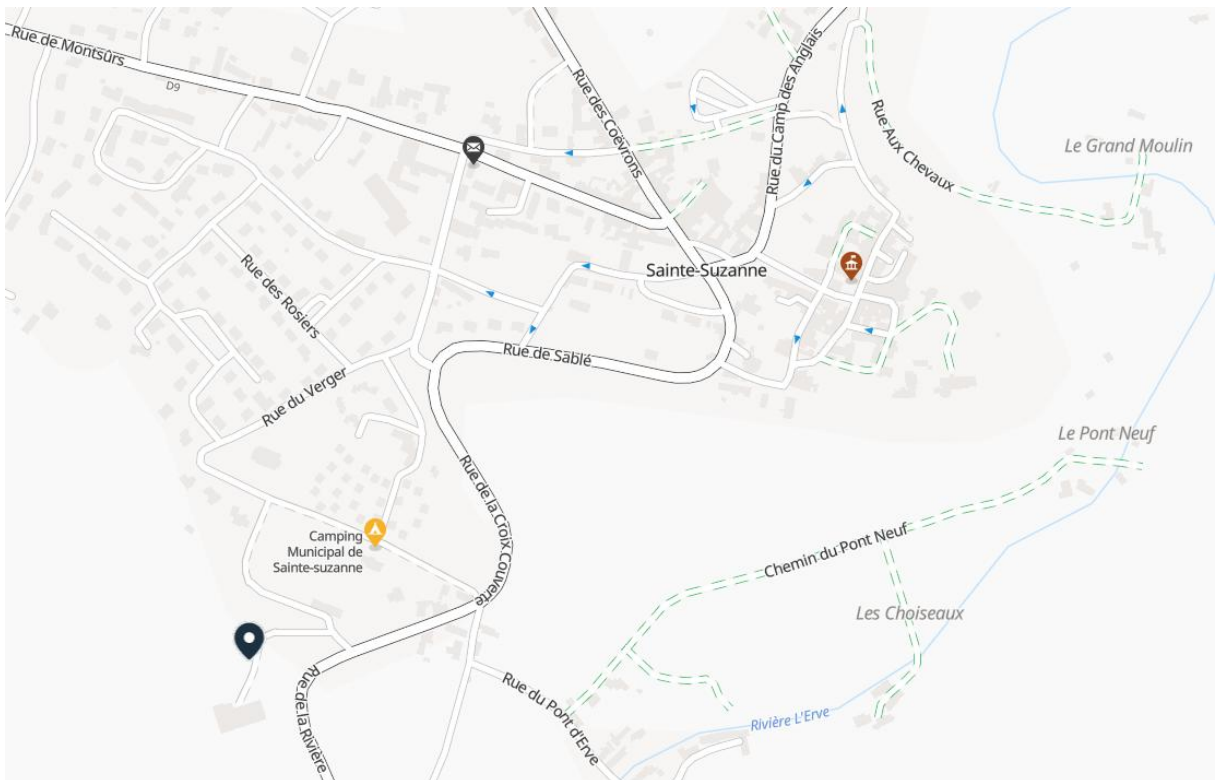 Rue de Montsûrs
D9
Rue des Coëvrons
Rue du Camp des Anglais
Rue Aux Chevaux
Le Grand Moulin
Sainte-Suzanne
Rue des Rosiers
Rue de Sablé
Rue du Verger
Le Pont Neuf
Rue de la Croix Couverte
Camping
Municipal de
Sainte-suzanne
Chemin du Pont Neuf
Les Choiseaux
Rue de la Rivière
Rue du Pont d'Erve
Rivière L'Erve